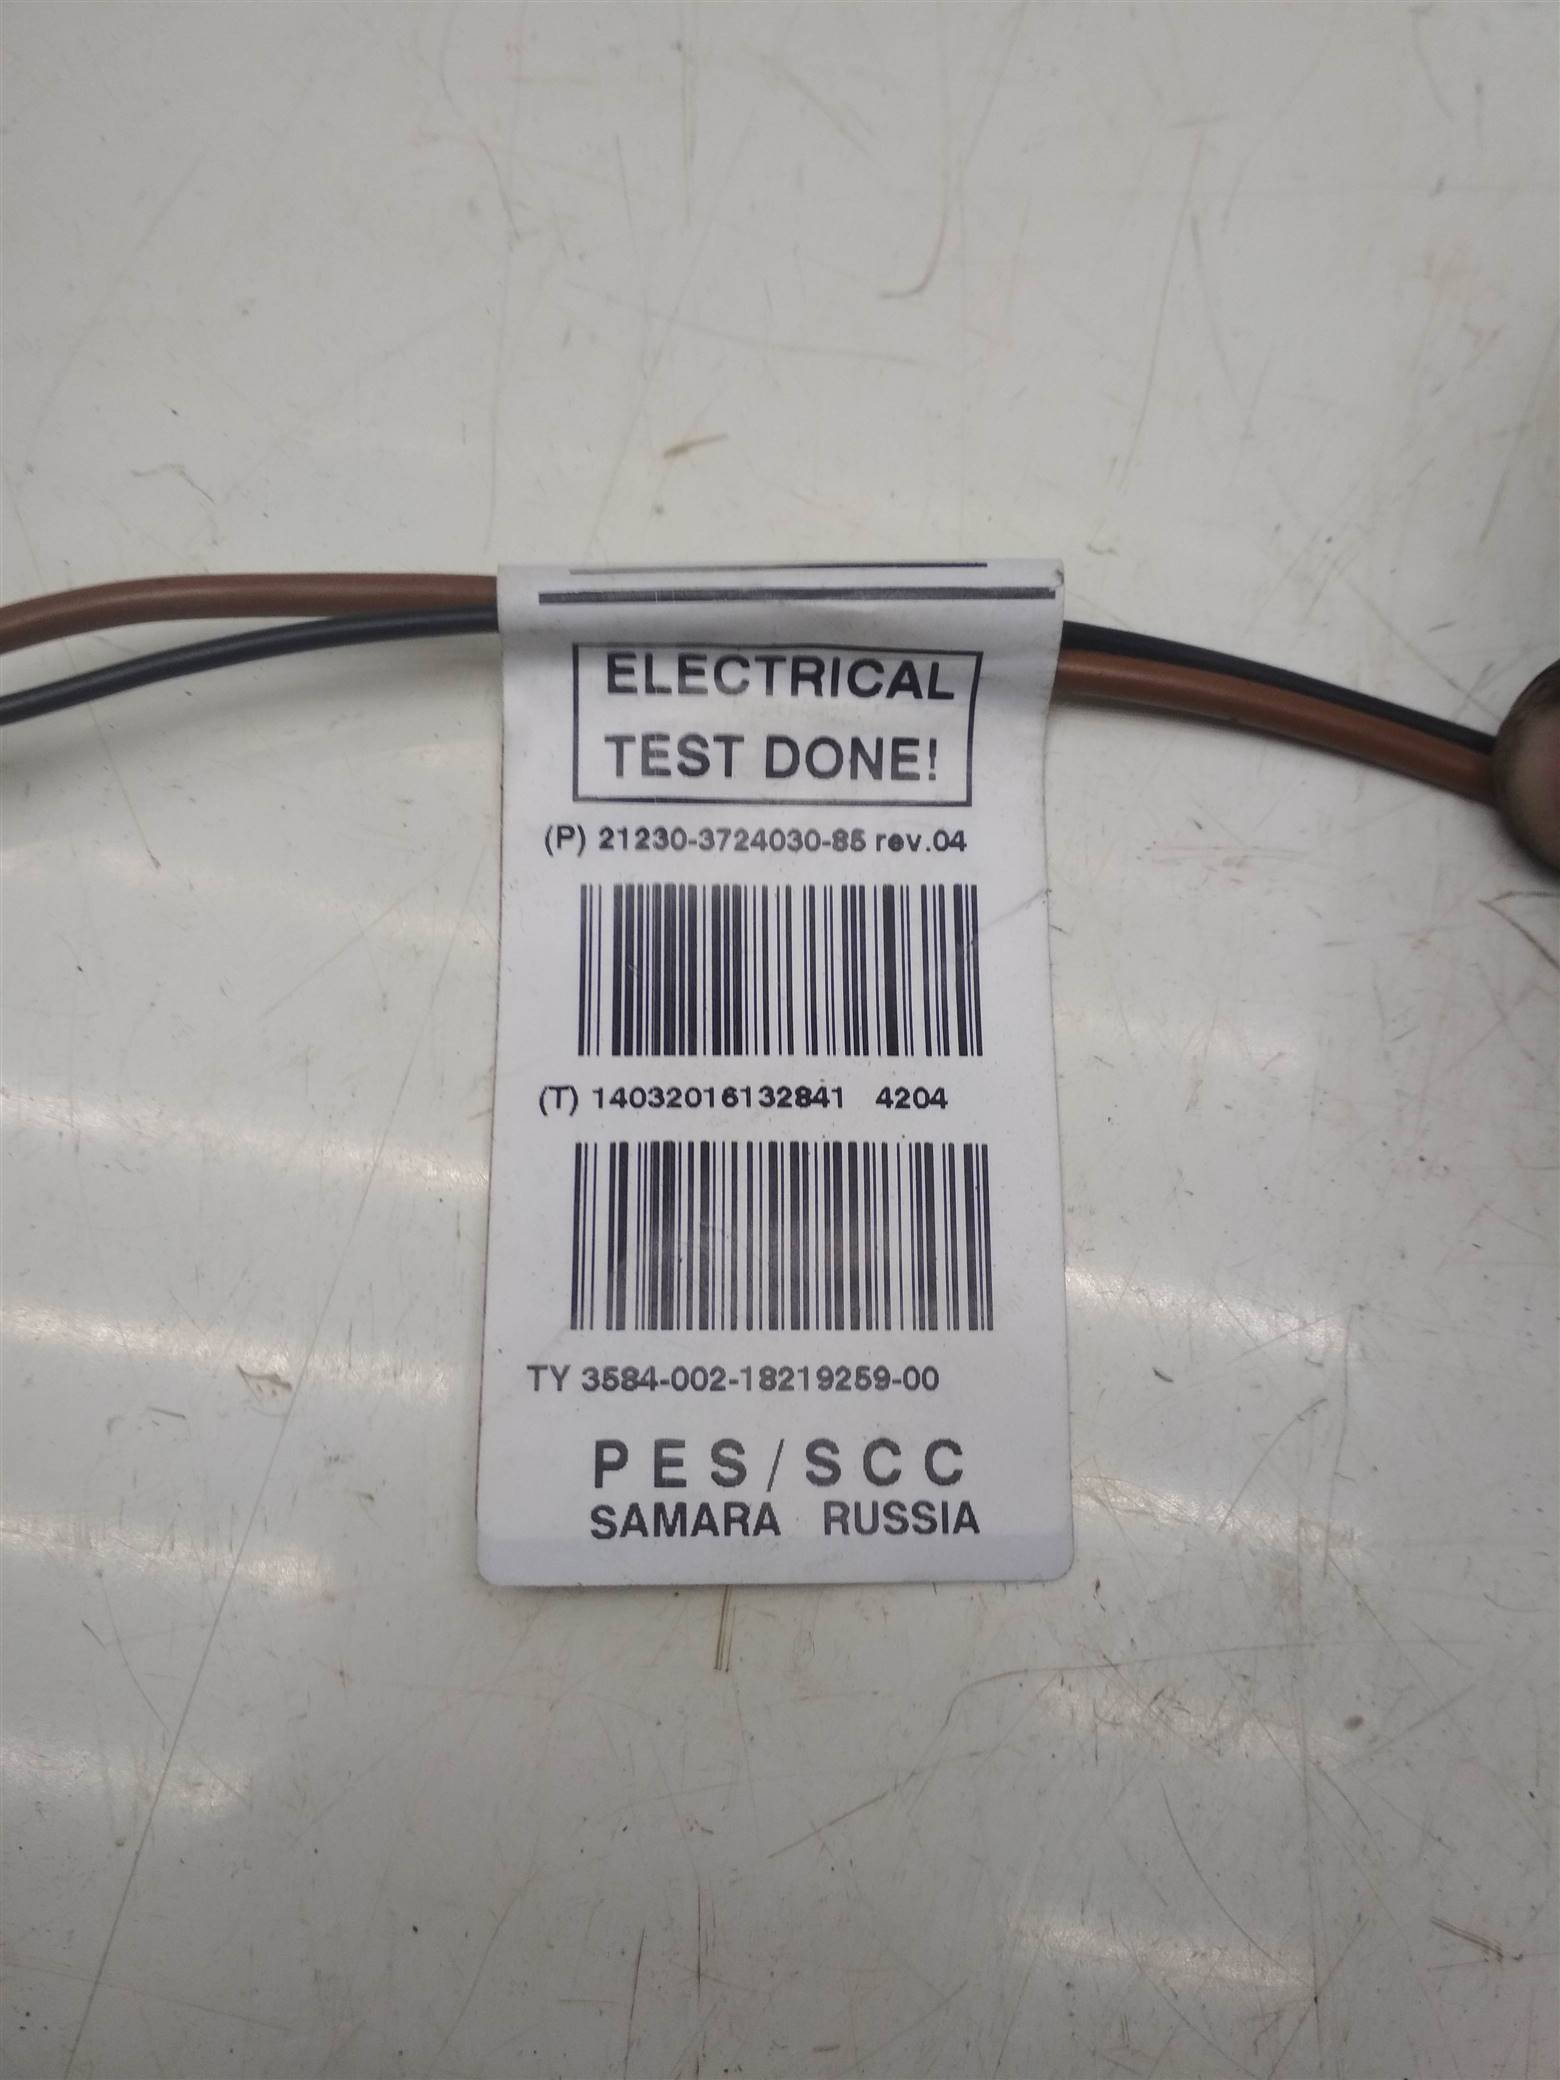 ELECTRICAL
TEST DONE!
(P) 21230-3724030-85 rev.04
(T) 14032016132841 4204
TY 3584-002-18219259-00
PES/SCC
SAMARA RUSSIA